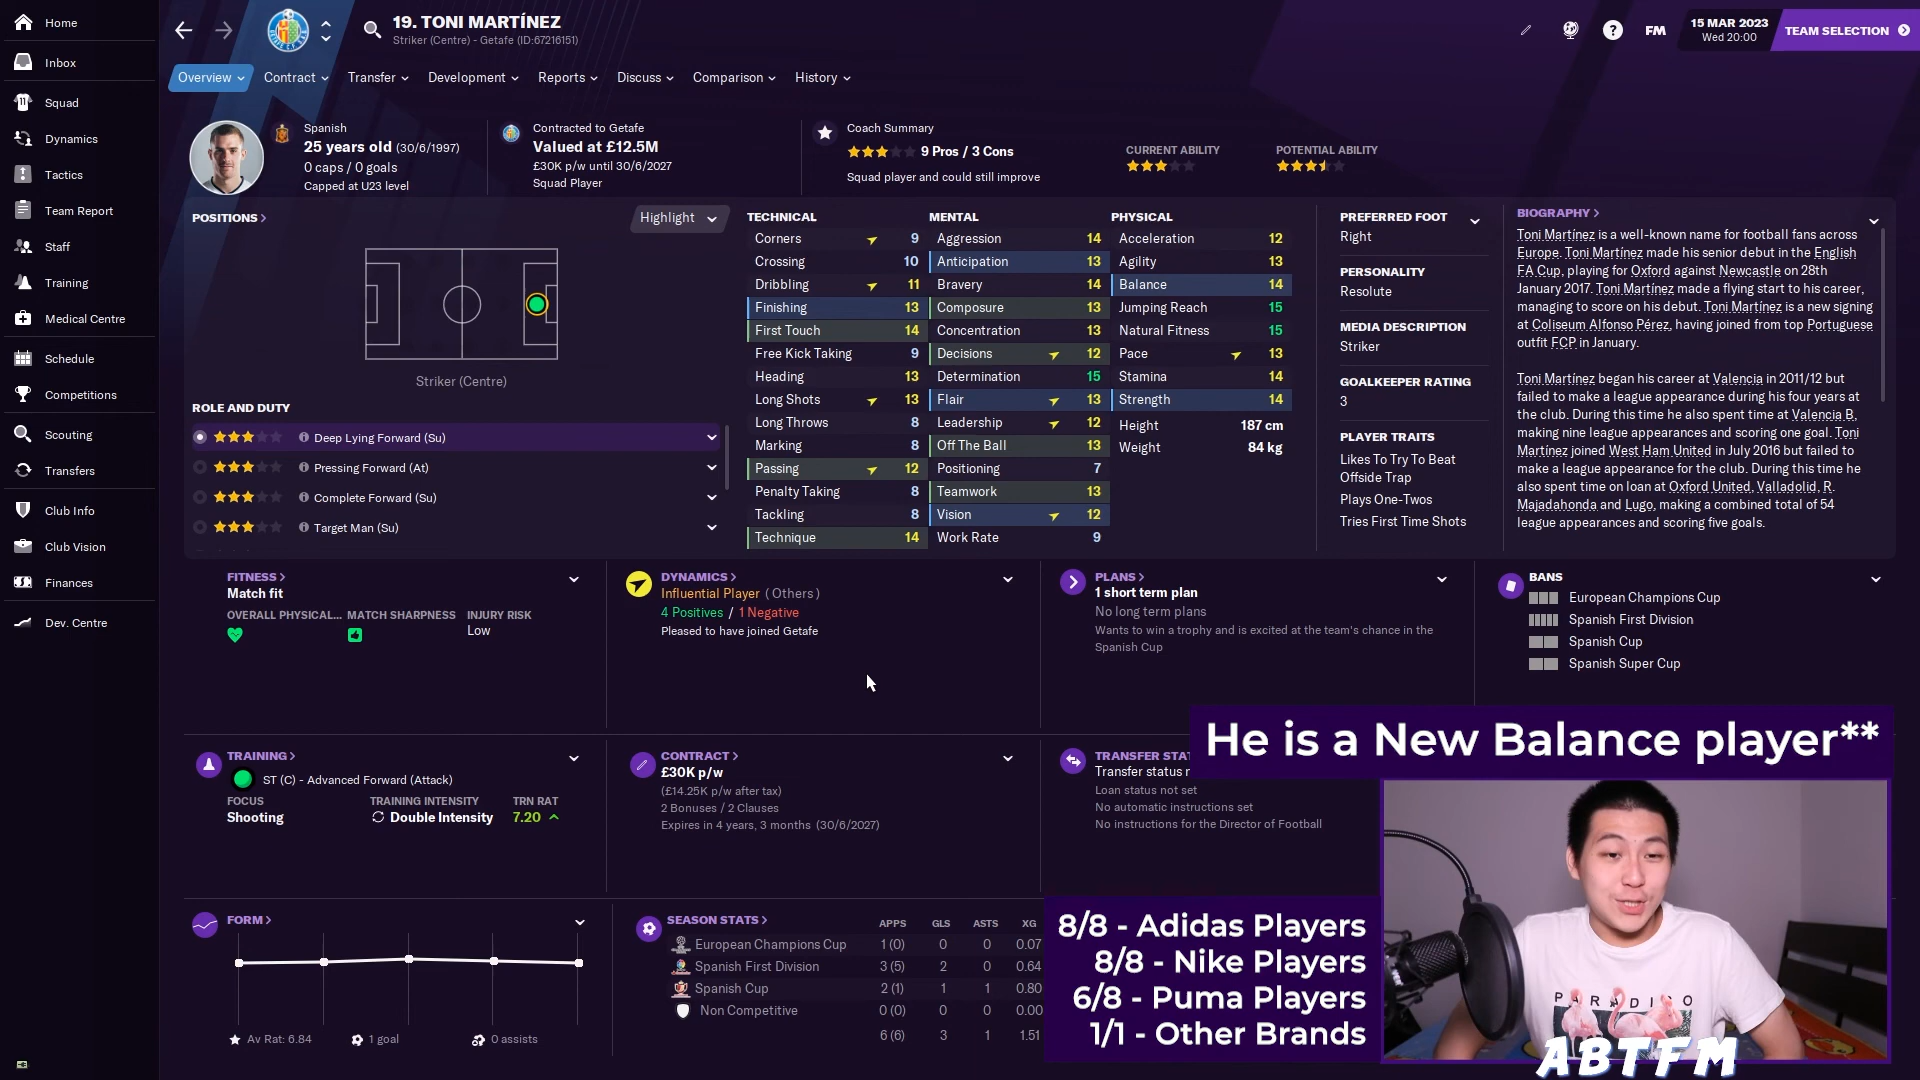 Home
Inbox
Squad
Dynamics
Tactics
Team Report
Staff
Training
Medical Centre
Schedule
Competitions
Scouting
Transfers
Club Info
Club Vision
Finances
Dev. Centre
19. TONI MARTÍNEZ
Striker (Centre) - Getafe (ID:67216151)
FM
15 MAR 2023
Wed 20:00
TEAM SELECTION
Overview Contract Transfer Development Reports Discuss Comparison History
Spanish
25 years old (30/6/1997)
0 caps / 0 goals
Capped at U23 level
Contracted to Getafe
Valued at £12.5M
£30K p/w until 30/6/2027
Squad Player
Coach Summary
9 Pros / 3 Cons
Squad player and could still improve
CURRENT ABILITY
POTENTIAL ABILITY
POSITIONS
Highlight
Striker (Centre)
ROLE AND DUTY
Deep Lying Forward (Su)
Pressing Forward (At)
Complete Forward (Su)
Target Man (Su)
TECHNICAL
Corners 9
Crossing 10
Dribbling 11
Finishing 13
First Touch 14
Free Kick Taking 9
Heading 13
Long Shots 13
Long Throws 8
Marking 8
Passing 12
Penalty Taking 8
Tackling 8
Technique 14
MENTAL
Aggression 14
Anticipation 13
Bravery 14
Composure 13
Concentration 13
Decisions 12
Determination 15
Flair 13
Leadership 12
Off The Ball 13
Positioning 7
Teamwork 13
Vision 12
Work Rate 9
PHYSICAL
Acceleration 12
Agility 13
Balance 14
Jumping Reach 15
Natural Fitness 15
Pace 13
Stamina 14
Strength 14
Height 187 cm
Weight 84 kg
PREFERRED FOOT
Right
PERSONALITY
Resolute
MEDIA DESCRIPTION
Striker
GOALKEEPER RATING
3
PLAYER TRAITS
Likes To Try To Beat
Offside Trap
Plays One-Twos
Tries First Time Shots
BIOGRAPHY
Toni Martínez is a well-known name for football fans across
Europe. Toni Martínez made his senior debut in the English
FA Cup, playing for Oxford against Newcastle on 28th
January 2017. Toni Martínez made a flying start to his career,
managing to score on his debut. Toni Martínez is a new signing
at Coliseum Alfonso Pérez, having joined from top Portuguese
outfit FCP in January.
Toni Martínez began his career at Valencia in 2011/12 but
failed to make a league appearance during his four years at
the club. During this time he also spent time at Valencia B,
making nine league appearances and scoring one goal. Toni
Martínez joined West Ham United in July 2016 but failed to
make a league appearance for the club. During this time he
also spent time on loan at Oxford United, Valladolid, R.
Majadahonda and Lugo, making a combined total of 54
league appearances and scoring five goals.
FITNESS
Match fit
OVERALL PHYSICAL... MATCH SHARPNESS INJURY RISK
Low
DYNAMICS
Influential Player (Others)
4 Positives / 1 Negative
Pleased to have joined Getafe
PLANS
1 short term plan
No long term plans
Wants to win a trophy and is excited at the team's chance in the
Spanish Cup
BANS
European Champions Cup
Spanish First Division
Spanish Cup
Spanish Super Cup
He is a New Balance player**
TRAINING
ST (C) - Advanced Forward (Attack)
FOCUS TRAINING INTENSITY TRN RAT
Shooting Double Intensity 7.20
CONTRACT
£30K p/w
(£14.25K p/w after tax)
2 Bonuses / 2 Clauses
Expires in 4 years, 3 months (30/6/2027)
TRANSFER STAT
Transfer status n
Loan status not set
No automatic instructions set
No instructions for the Director of Football
FORM
Av Rat: 6.84 1 goal 0 assists
SEASON STATS APPS GLS ASTS XG
European Champions Cup 1 (0) 0 0 0.07
Spanish First Division 3 (5) 2 0 0.64
Spanish Cup 2 (1) 1 1 0.80
Non Competitive 0 (0) 0 0 0.00
6 (6) 3 1 1.51
8/8 - Adidas Players
8/8 - Nike Players
6/8 - Puma Players
1/1 - Other Brands
PARADISO
ABTFM